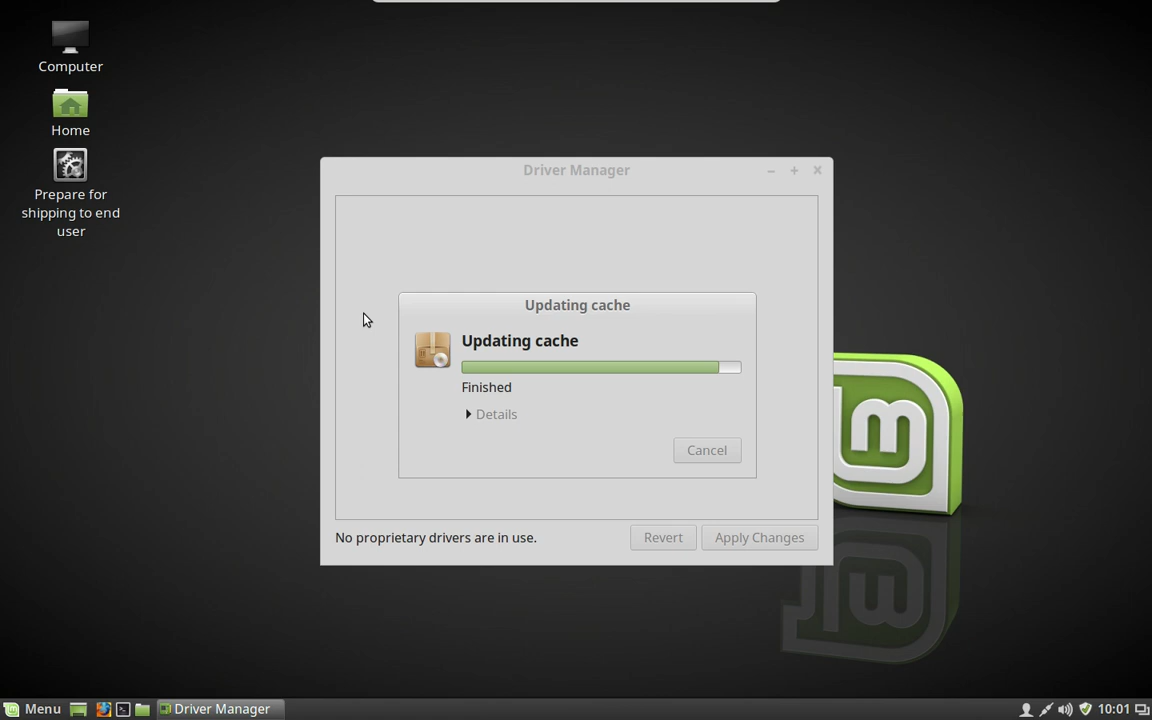 Computer
Home
Prepare for
shipping to end
user
Driver Manager
Updating cache
Updating cache
Finished
Details
Cancel
No proprietary drivers are in use.
Revert
Apply Changes
Menu
Driver Manager
10:01